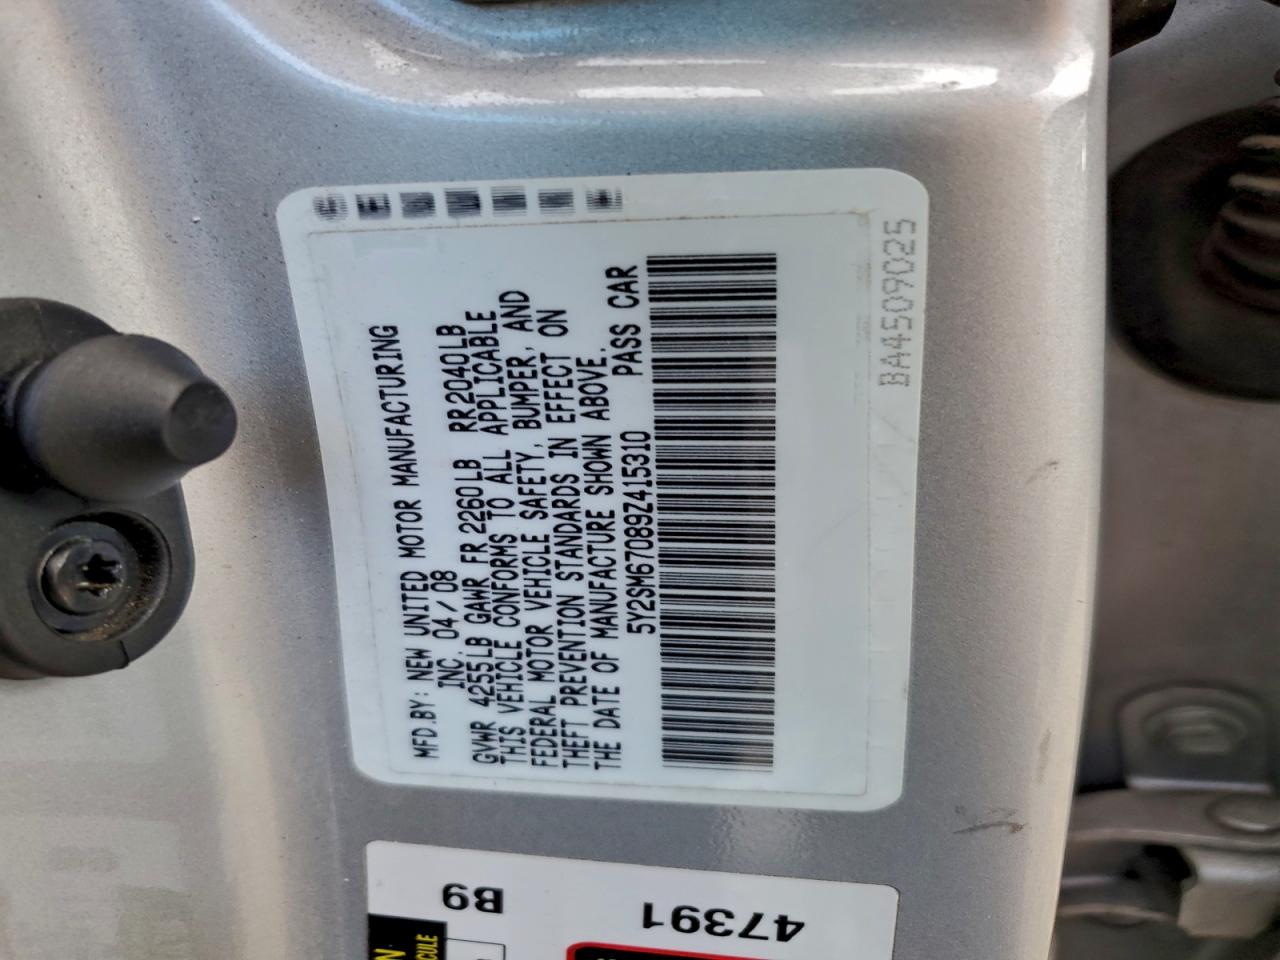 MFD.BY: NEW UNITED MOTOR MANUFACTURING
INC. 04/08
GVWR 4255LB GAWR FR 2260LB RR2040LB
THIS VEHICLE CONFORMS TO ALL APPLICABLE
FEDERAL MOTOR VEHICLE SAFETY, BUMPER, AND
THEFT PREVENTION STANDARDS IN EFFECT ON
THE DATE OF MANUFACTURE SHOWN ABOVE.
5Y2SM67089Z415310 PASS CAR
BA4509025
B9
47391